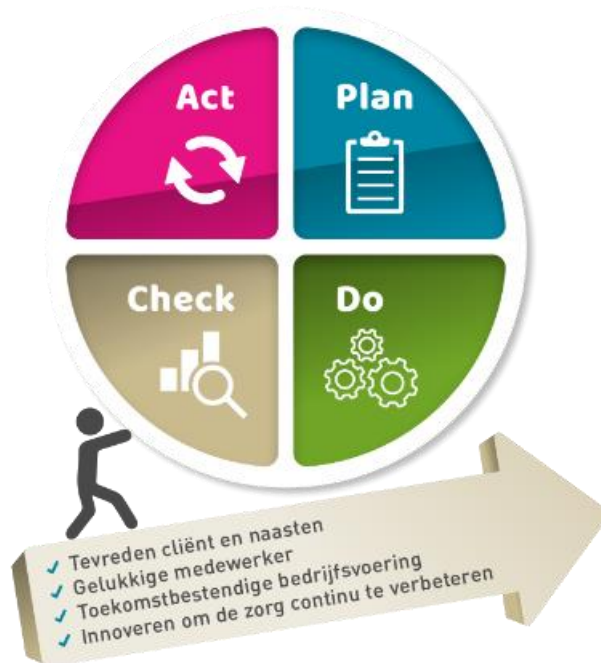 Act
Plan
Check
Do
Tevreden cliënt en naasten
Gelukkige medewerker
Toekomstbestendige bedrijfsvoering
Innoveren om de zorg continu te verbeteren